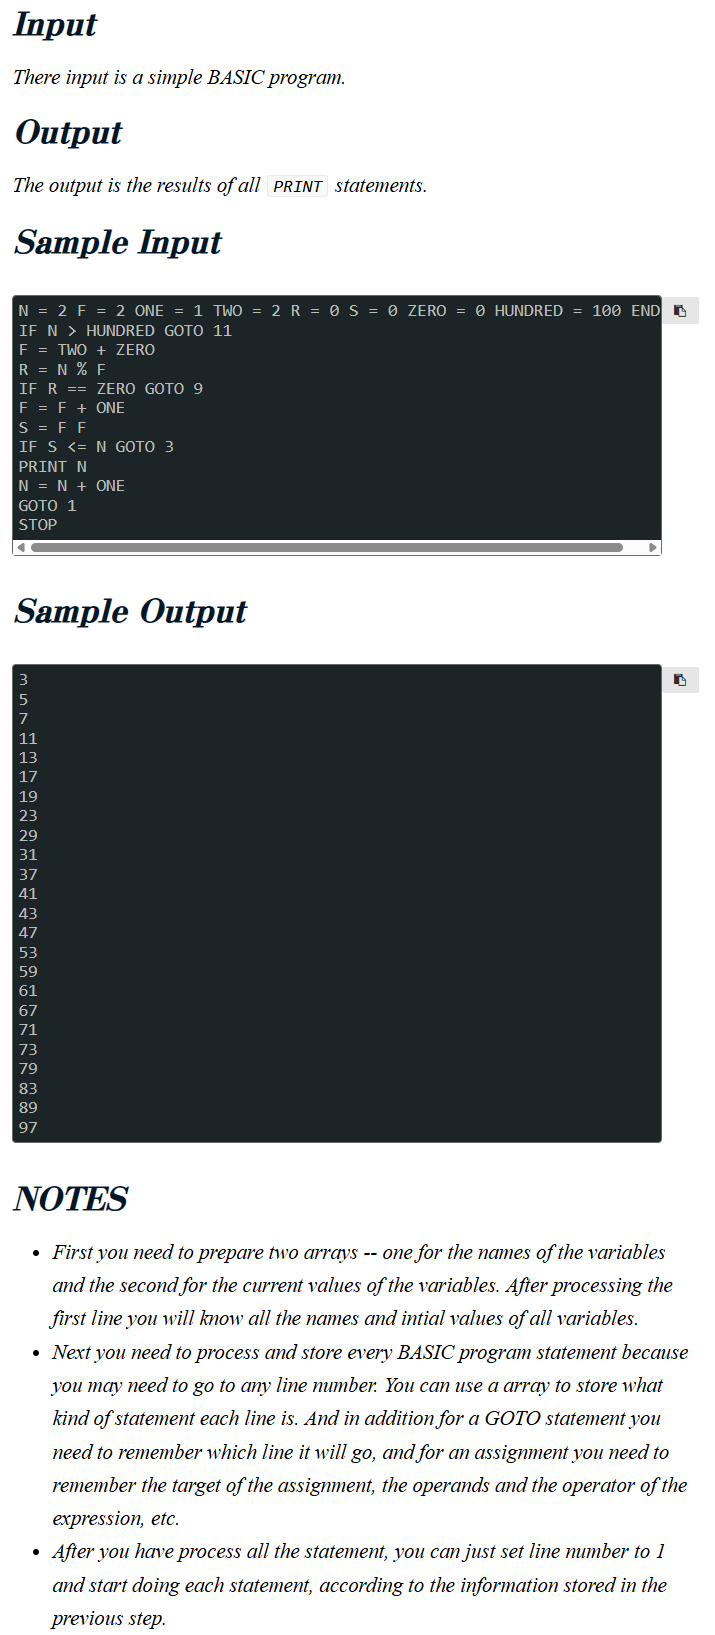 Input
There input is a simple BASIC program.
Output
The output is the results of all PRINT statements.
Sample Input
N = 2 F = 2 ONE = 1 TWO = 2 R = 0 S = 0 ZERO = 0 HUNDRED = 100 END
IF N > HUNDRED GOTO 11
F = TWO + ZERO
R = N % F
IF R == ZERO GOTO 9
F = F + ONE
S = F F
IF S <= N GOTO 3
PRINT N
N = N + ONE
GOTO 1
STOP
Sample Output
3
5
7
11
13
17
19
23
29
31
37
41
43
47
53
59
61
67
71
73
79
83
89
97
NOTES
• First you need to prepare two arrays -- one for the names of the variables
and the second for the current values of the variables. After processing the
first line you will know all the names and intial values of all variables.
• Next you need to process and store every BASIC program statement because
you may need to go to any line number. You can use a array to store what
kind of statement each line is. And in addition for a GOTO statement you
need to remember which line it will go, and for an assignment you need to
remember the target of the assignment, the operands and the operator of the
expression, etc.
• After you have process all the statement, you can just set line number to 1
and start doing each statement, according to the information stored in the
previous step.